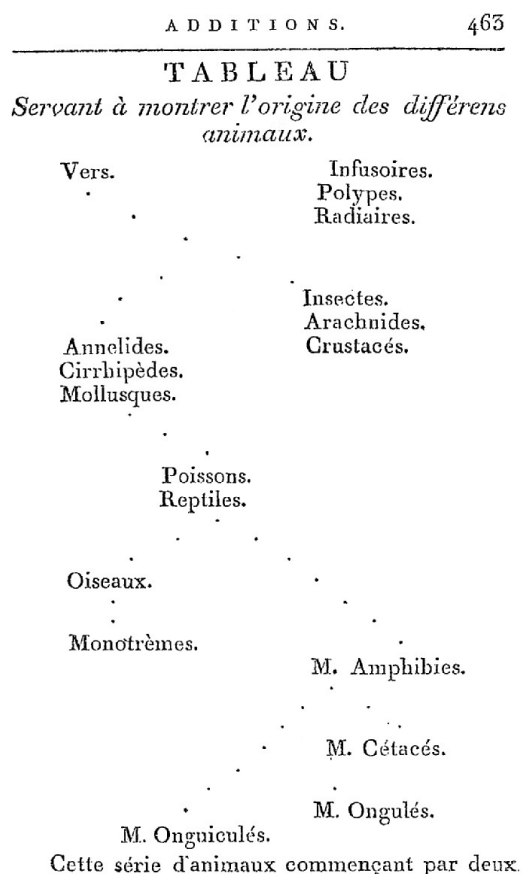 ADDITIONS. 463
TABLEAU
Servant à montrer l'origine des différens
animaux.
Vers. Infusoires.
Polypes.
Radiaires.
Insectes.
Arachnides.
Annelides. Crustacés.
Cirrhipèdes.
Mollusques.
Poissons.
Reptiles.
Oiseaux.
Monotrèmes.
M. Amphibies.
M. Cétacés.
M. Ongulés.
M. Onguiculés.
Cette série d'animaux commençant par deux